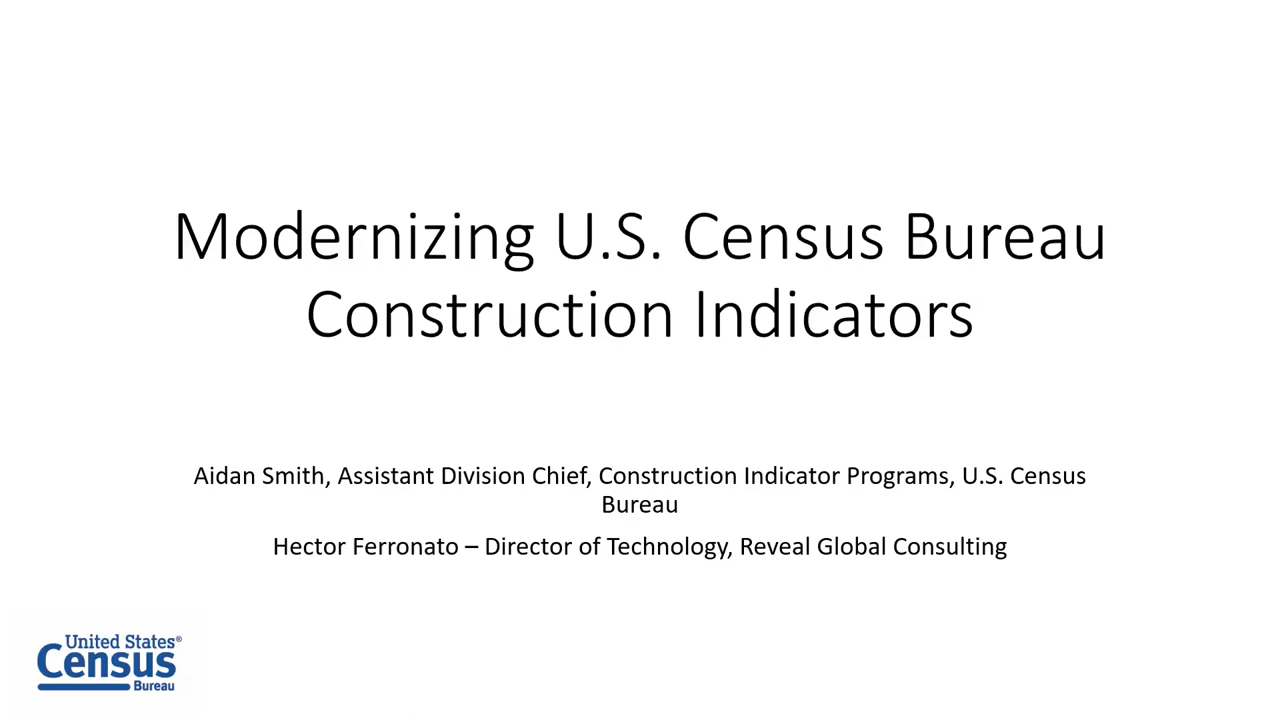 Modernizing U.S. Census Bureau
Construction Indicators
Aidan Smith, Assistant Division Chief, Construction Indicator Programs, U.S. Census
Bureau
Hector Ferronato – Director of Technology, Reveal Global Consulting
United States®
Census
Bureau